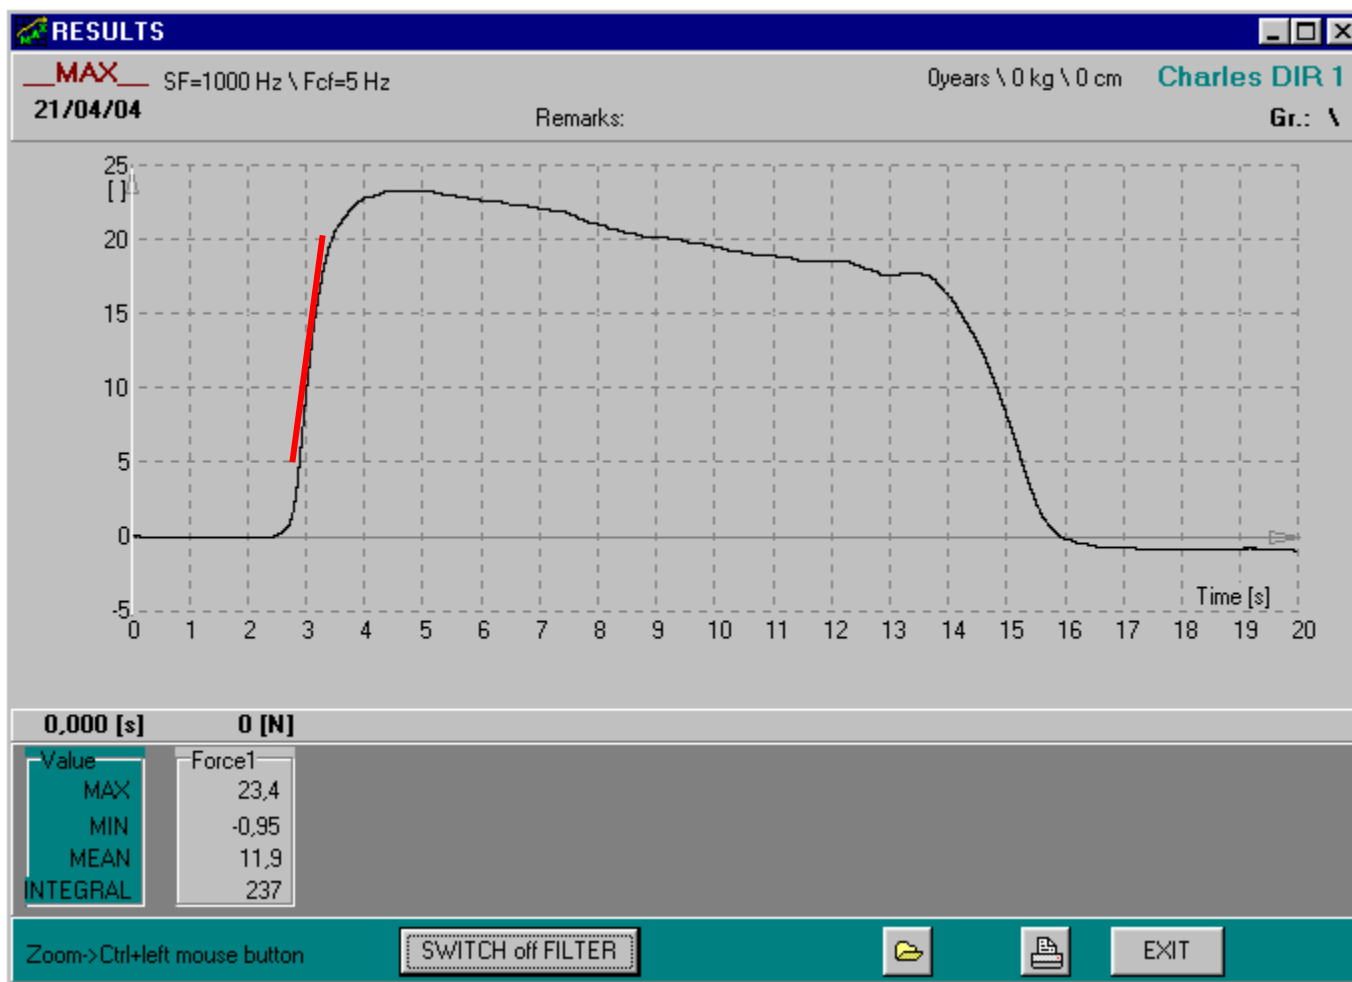 RESULTS
__MAX__ SF=1000 Hz \ Fcf=5 Hz 0years \ 0 kg \ 0 cm Charles DIR 1
21/04/04 Remarks: Gr.: \
25
[ ]
20
15
10
5
0
-5
Time [s]
0 1 2 3 4 5 6 7 8 9 10 11 12 13 14 15 16 17 18 19 20
0,000 [s] 0 [N]
Value Force1
MAX 23,4
MIN -0,95
MEAN 11,9
INTEGRAL 237
Zoom->Ctrl+left mouse button SWITCH off FILTER EXIT